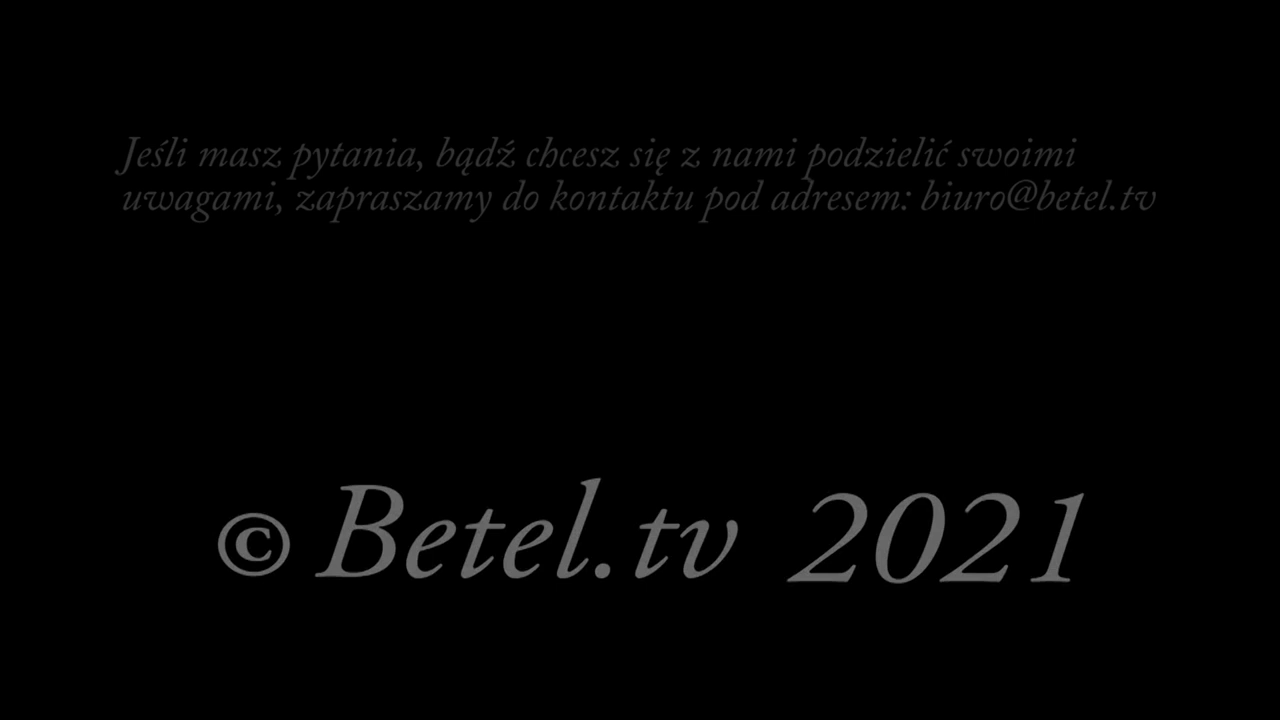 Jeśli masz pytania, bądź chcesz się z nami podzielić swoimi
uwagami, zapraszamy do kontaktu pod adresem: biuro@betel.tv
© Betel.tv 2021